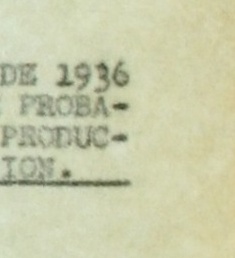 DE 1936
PROBA-
PRODUC-
ION.